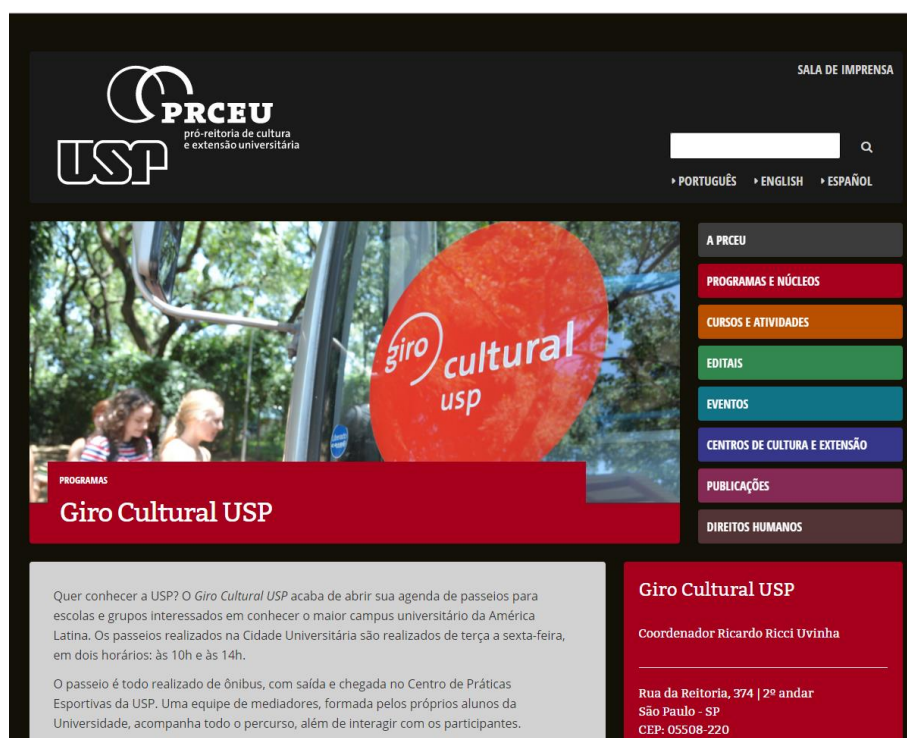 SALA DE IMPRENSA
PRCEU
pró-reitoria de cultura
e extensão universitária
USP
PORTUGUÊS ENGLISH ESPAÑOL
giro cultural
usp
PROGRAMAS
Giro Cultural USP
A PRCEU
PROGRAMAS E NÚCLEOS
CURSOS E ATIVIDADES
EDITAIS
EVENTOS
CENTROS DE CULTURA E EXTENSÃO
PUBLICAÇÕES
DIREITOS HUMANOS
Quer conhecer a USP? O Giro Cultural USP acaba de abrir sua agenda de passeios para
escolas e grupos interessados em conhecer o maior campus universitário da América
Latina. Os passeios realizados na Cidade Universitária são realizados de terça a sexta-feira,
em dois horários: às 10h e às 14h.
O passeio é todo realizado de ônibus, com saída e chegada no Centro de Práticas
Esportivas da USP. Uma equipe de mediadores, formada pelos próprios alunos da
Universidade, acompanha todo o percurso, além de interagir com os participantes.
Giro Cultural USP
Coordenador Ricardo Ricci Uvinha
Rua da Reitoria, 374 | 2º andar
São Paulo - SP
CEP: 05508-220